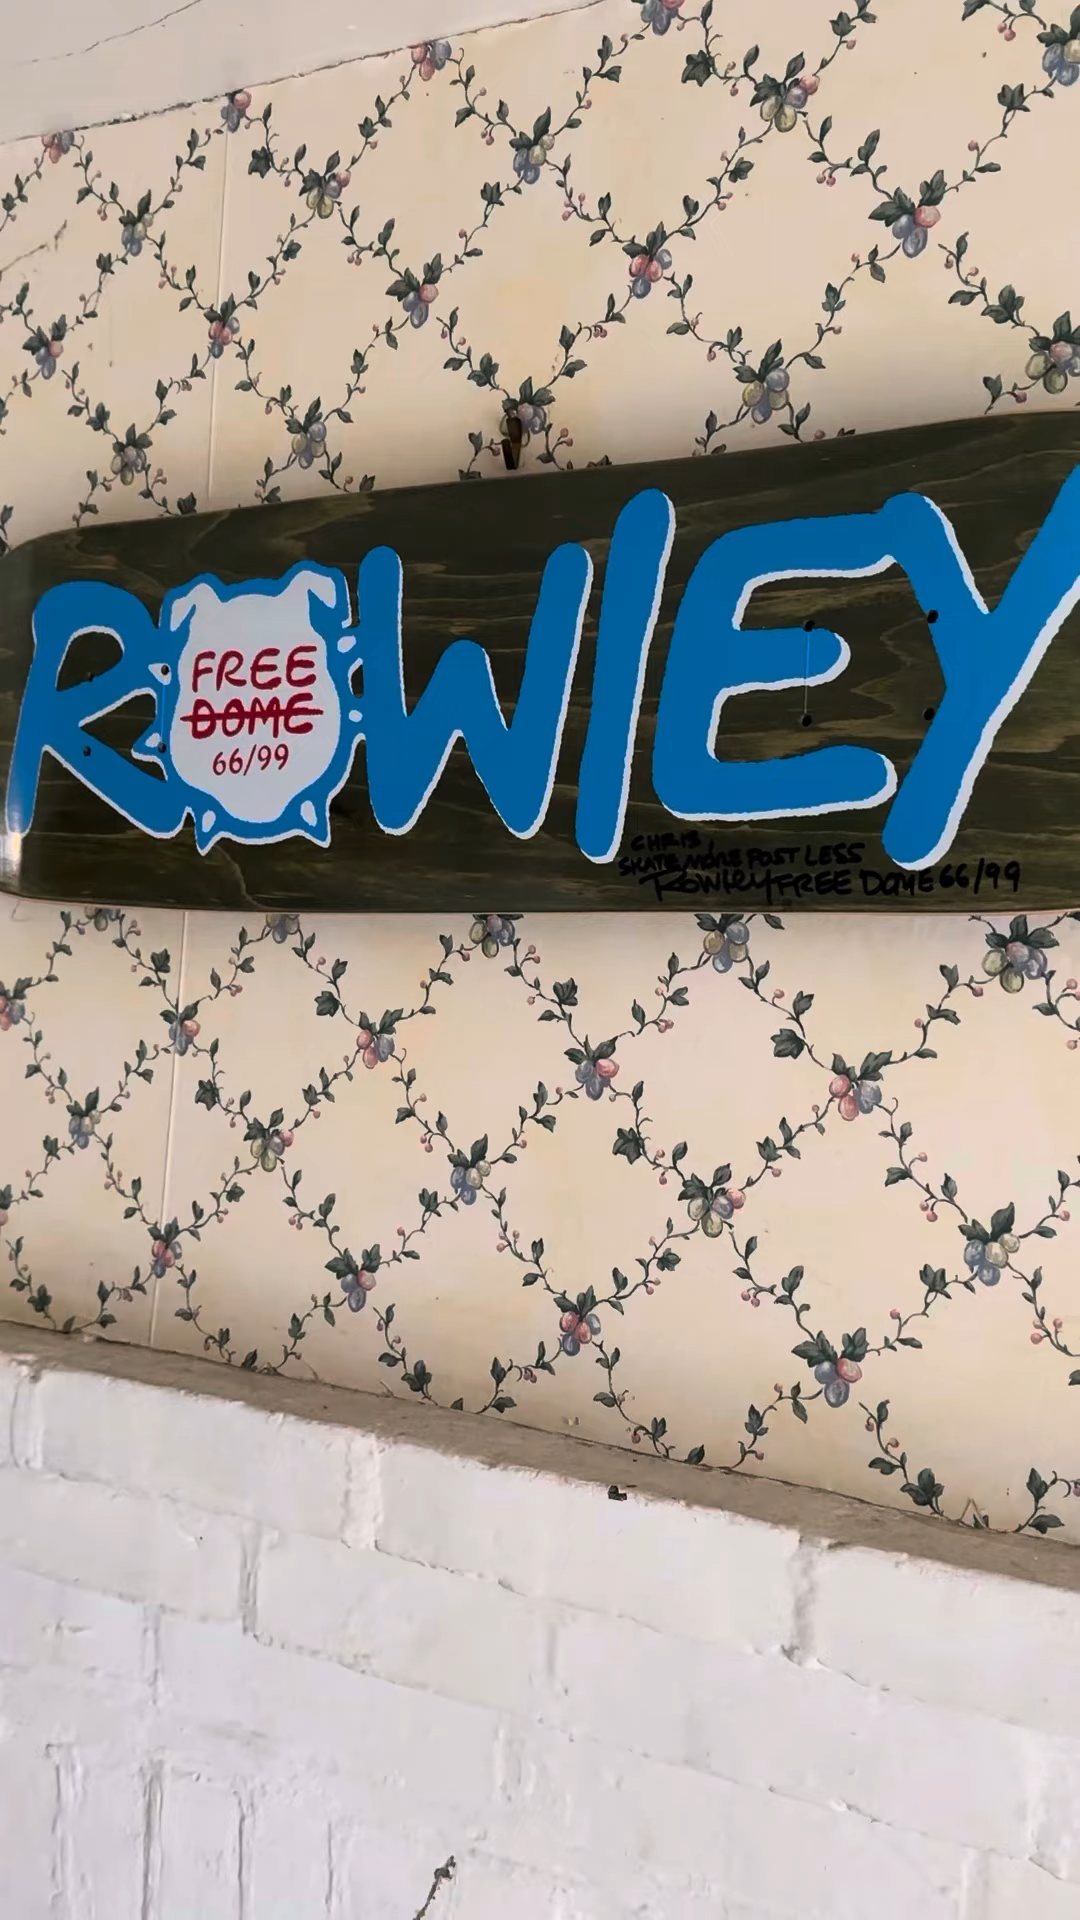 ROWLEY
FREE
DOME
66/99
CHRIS,
SKATE MORE POST LESS
ROWLEY FREE DOME 66/99